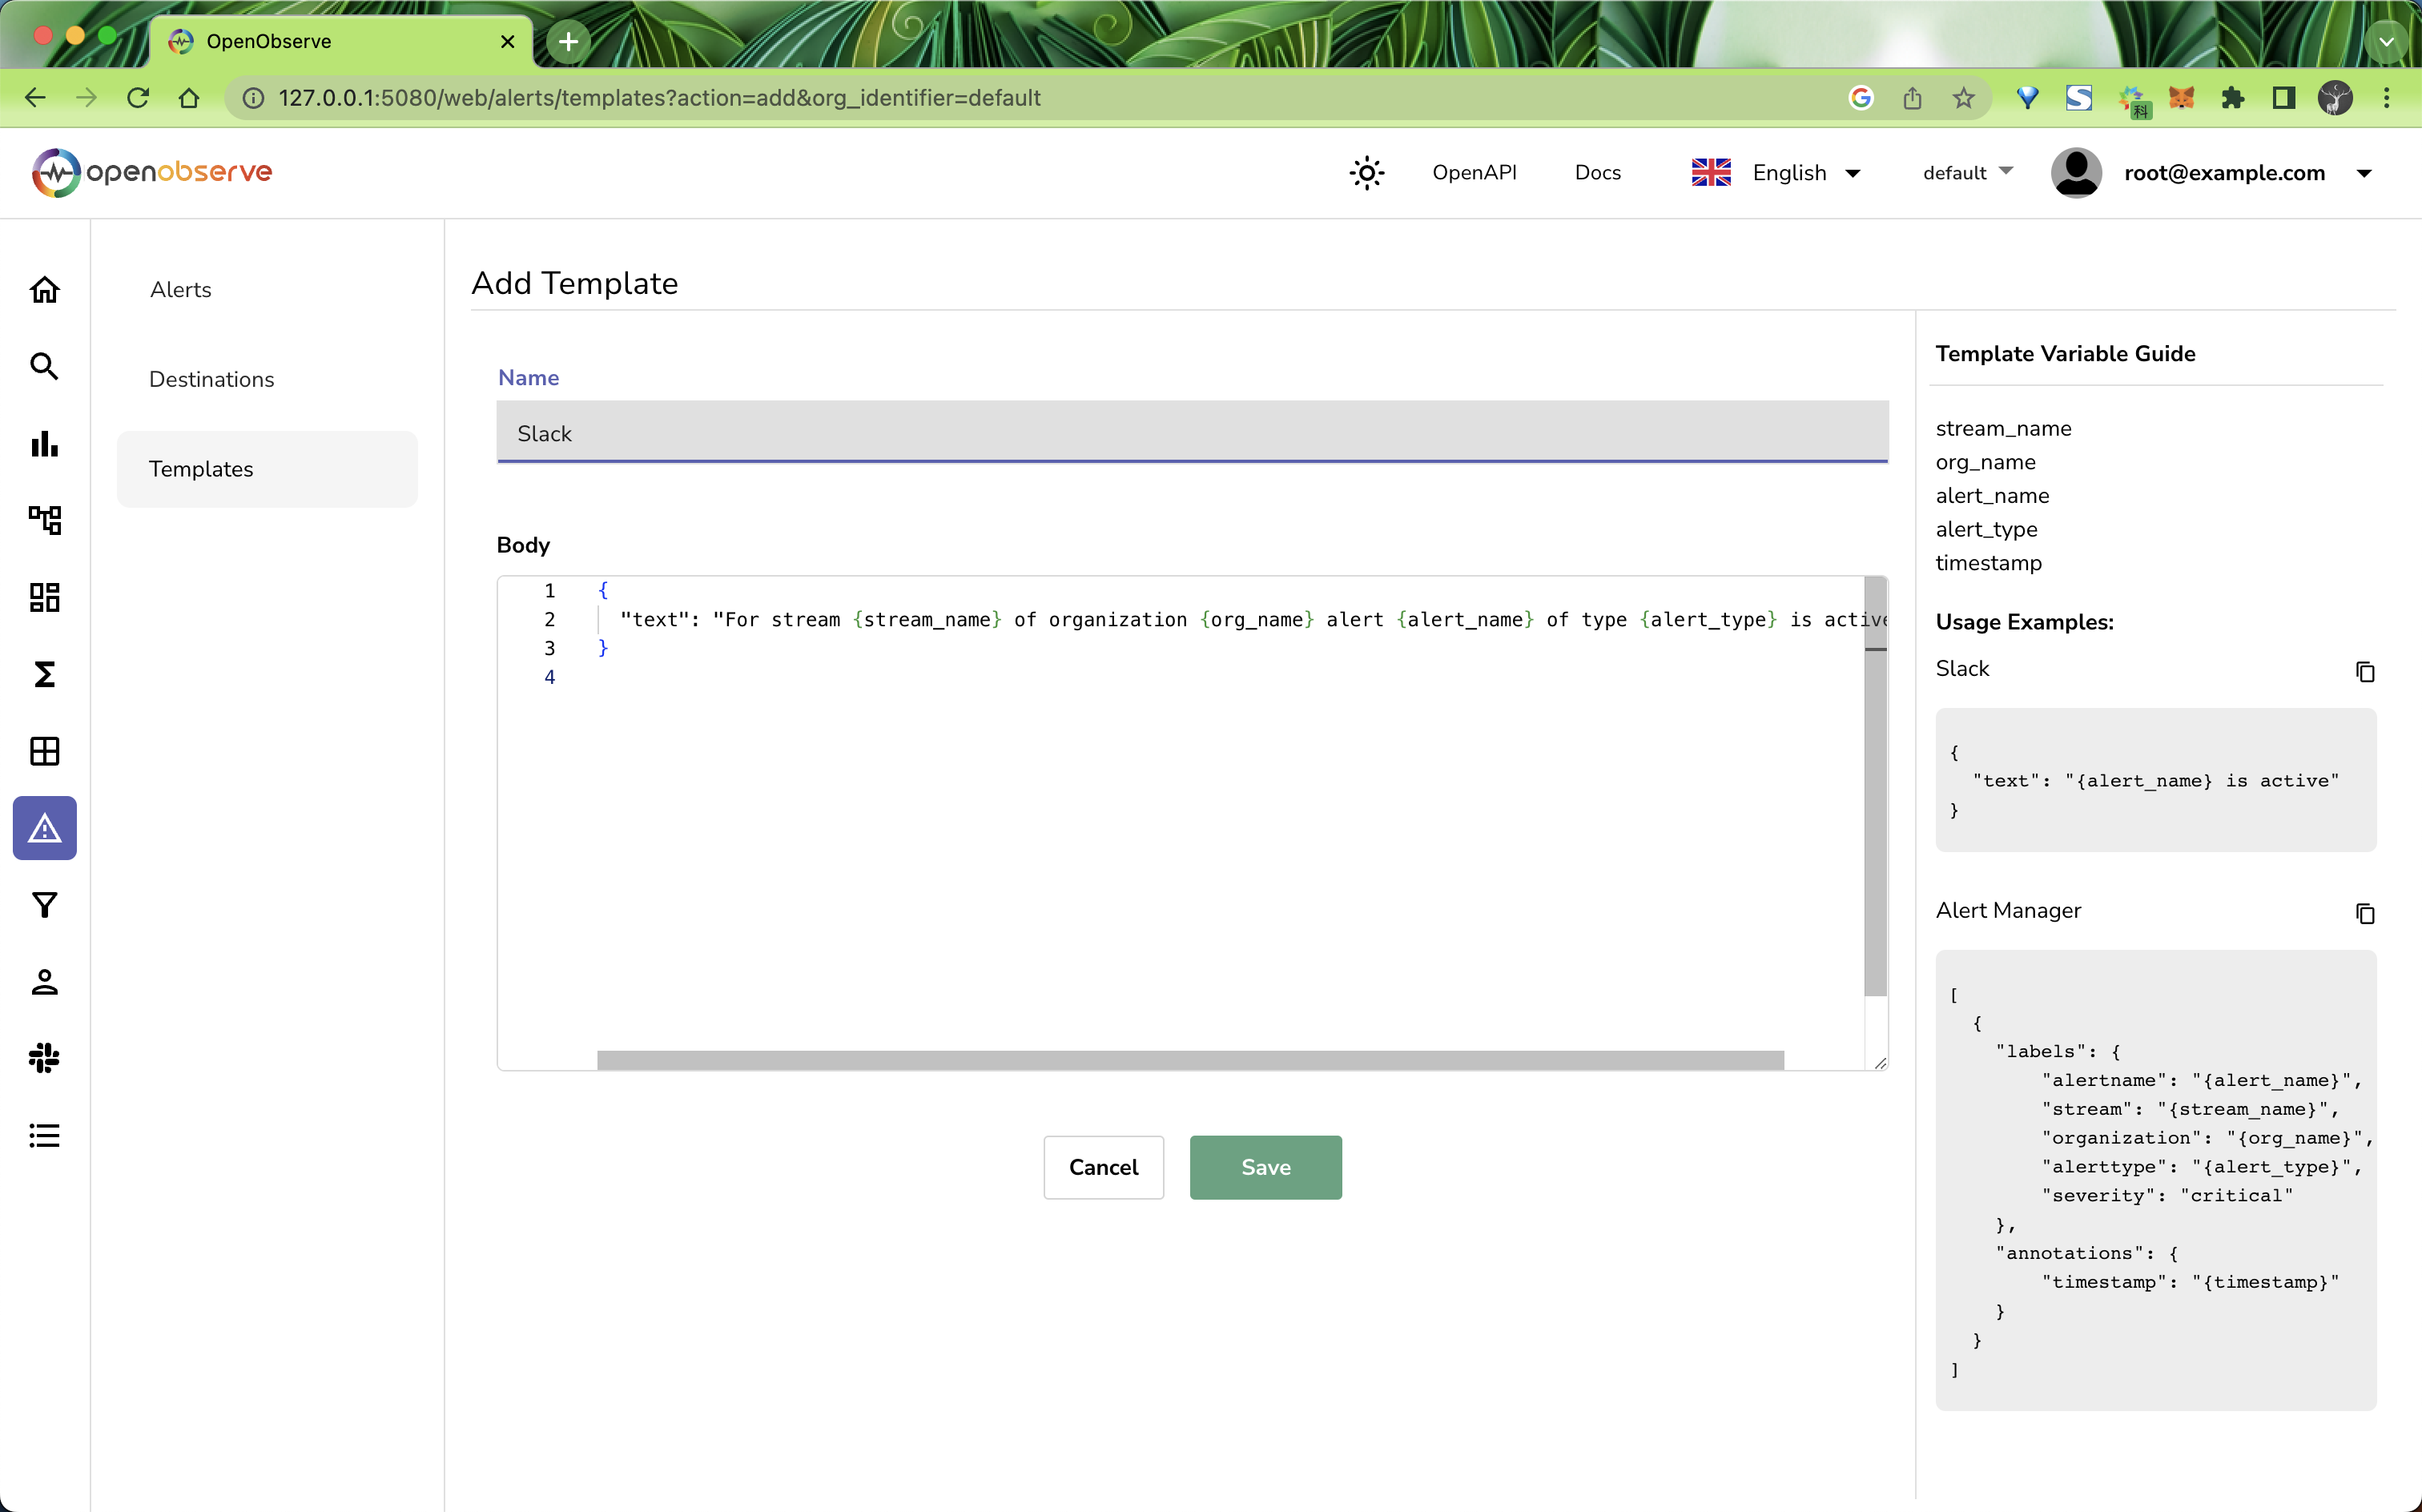 OpenObserve
127.0.0.1:5080/web/alerts/templates?action=add&org_identifier=default
科
openobserve
OpenAPI
Docs
English
default
root@example.com
Alerts
Destinations
Templates
Add Template
Name
Slack
Body
1 {
2   "text": "For stream {stream_name} of organization {org_name} alert {alert_name} of type {alert_type} is active
3 }
4
Cancel
Save
Template Variable Guide
stream_name
org_name
alert_name
alert_type
timestamp
Usage Examples:
Slack
{
  "text": "{alert_name} is active"
}
Alert Manager
[
  {
    "labels": {
        "alertname": "{alert_name}",
        "stream": "{stream_name}",
        "organization": "{org_name}",
        "alerttype": "{alert_type}",
        "severity": "critical"
    },
    "annotations": {
        "timestamp": "{timestamp}"
    }
  }
]